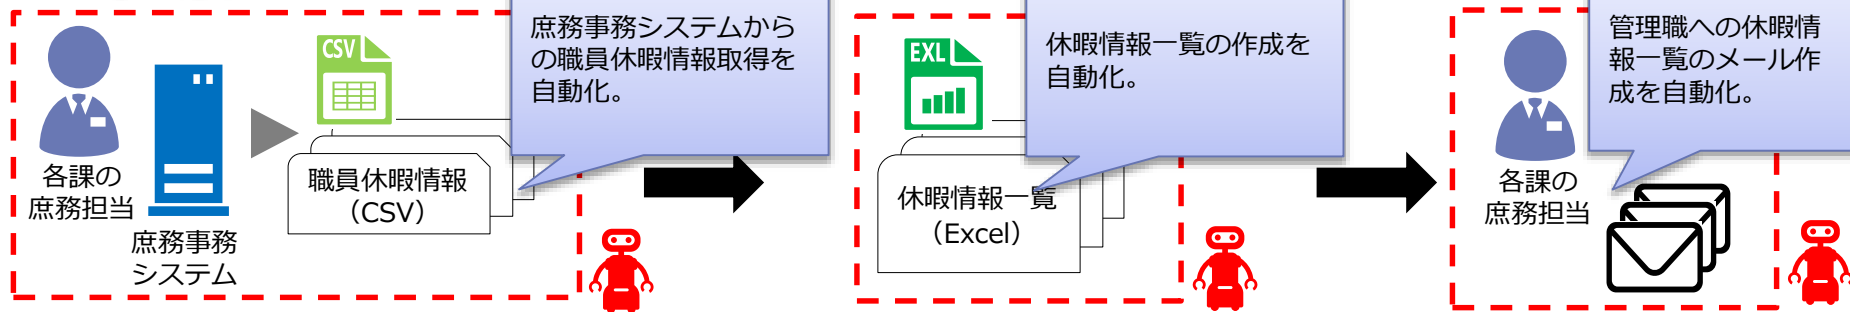 各課の
庶務担当
庶務事務
システム
CSV
職員休暇情報
（CSV）
庶務事務システムから
の職員休暇情報取得を
自動化。
EXL
休暇情報一覧
（Excel）
休暇情報一覧の作成を
自動化。
各課の
庶務担当
管理職への休暇情
報一覧のメール作
成を自動化。